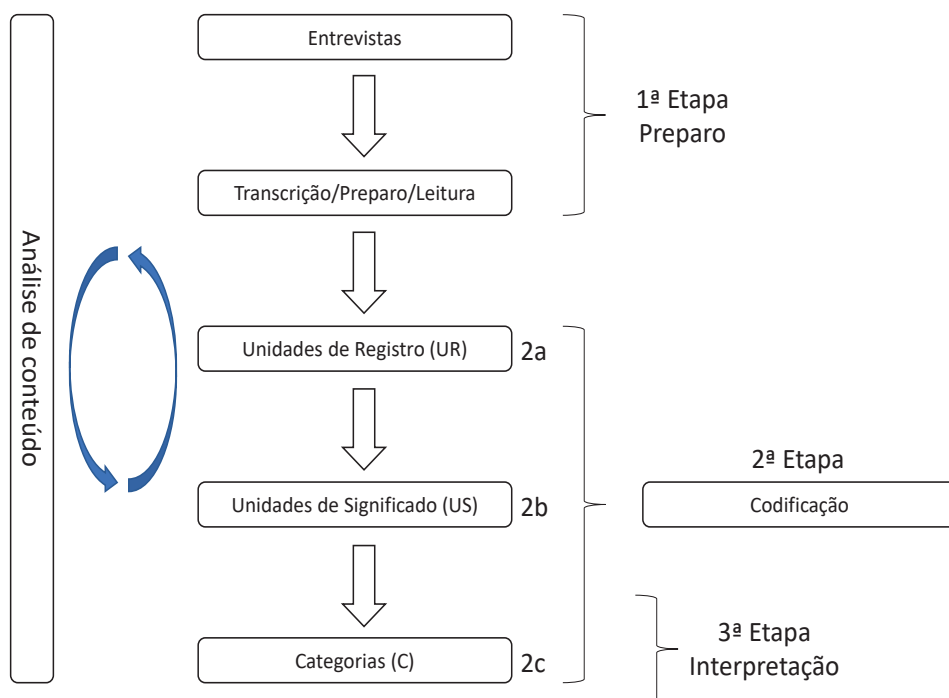 Análise de conteúdo
Entrevistas
1ª Etapa
Preparo
Transcrição/Preparo/Leitura
Unidades de Registro (UR)
2a
Unidades de Significado (US)
2b
2ª Etapa
Codificação
Categorias (C)
2c
3ª Etapa
Interpretação